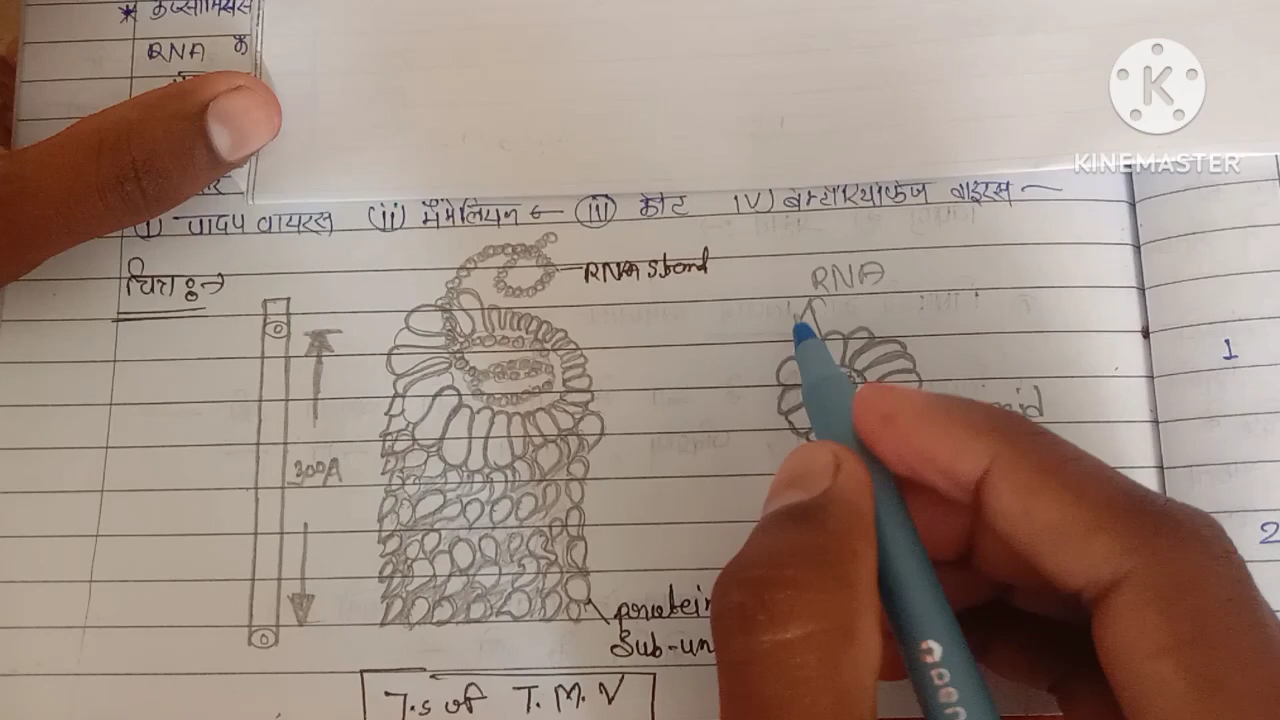 * कैप्सोमियर्स
RNA के
(i) पादप वायरस (ii) मैमेलियन ← (iii) कीट IV) बैक्टीरियोफेज वाइरस —
चित्र :→
RNA Strand
RNA
300A
protein
Sub-un
T.s of T.M.V
1
2
K
KINEMASTER